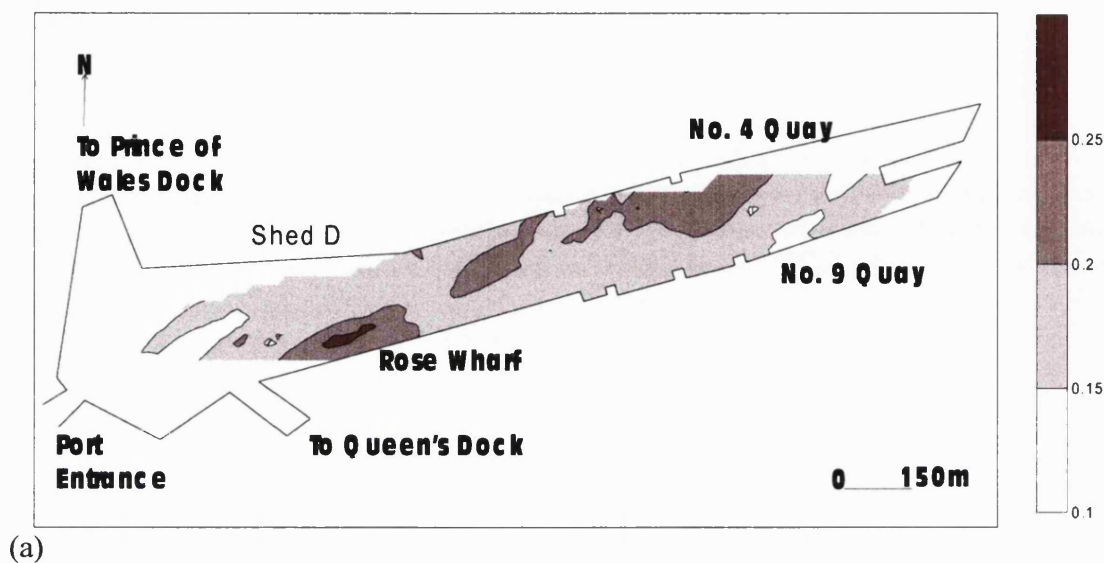 N
To Prince of
Wales Dock
No. 4 Quay
Shed D
No. 9 Quay
Rose Wharf
Port
Entrance
To Queen's Dock
0 150m
0.25
0.2
0.15
0.1
(a)